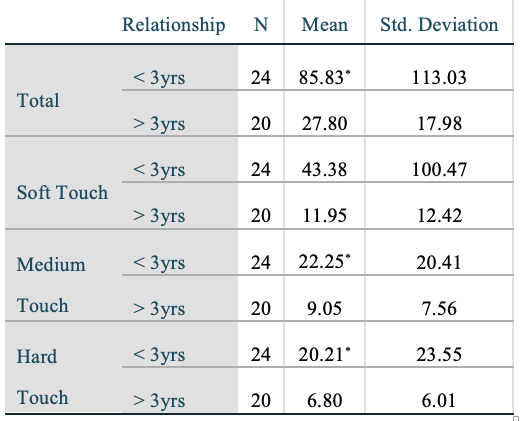 Relationship N Mean Std. Deviation
Total < 3yrs 24 85.83* 113.03
> 3yrs 20 27.80 17.98
Soft Touch < 3yrs 24 43.38 100.47
> 3yrs 20 11.95 12.42
Medium < 3yrs 24 22.25* 20.41
Touch > 3yrs 20 9.05 7.56
Hard < 3yrs 24 20.21* 23.55
Touch > 3yrs 20 6.80 6.01